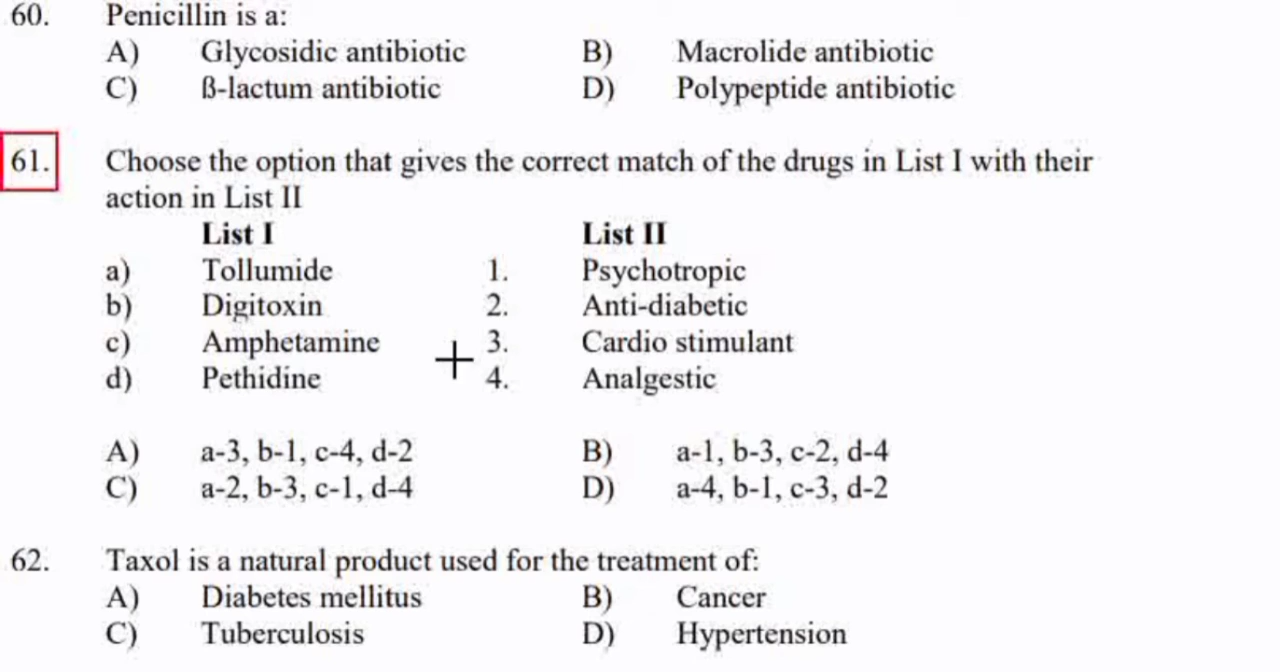 60. Penicillin is a:
A) Glycosidic antibiotic B) Macrolide antibiotic
C) ß-lactum antibiotic D) Polypeptide antibiotic
61. Choose the option that gives the correct match of the drugs in List I with their
action in List II
List I List II
a) Tollumide 1. Psychotropic
b) Digitoxin 2. Anti-diabetic
c) Amphetamine 3. Cardio stimulant
d) Pethidine 4. Analgestic
A) a-3, b-1, c-4, d-2 B) a-1, b-3, c-2, d-4
C) a-2, b-3, c-1, d-4 D) a-4, b-1, c-3, d-2
62. Taxol is a natural product used for the treatment of:
A) Diabetes mellitus B) Cancer
C) Tuberculosis D) Hypertension